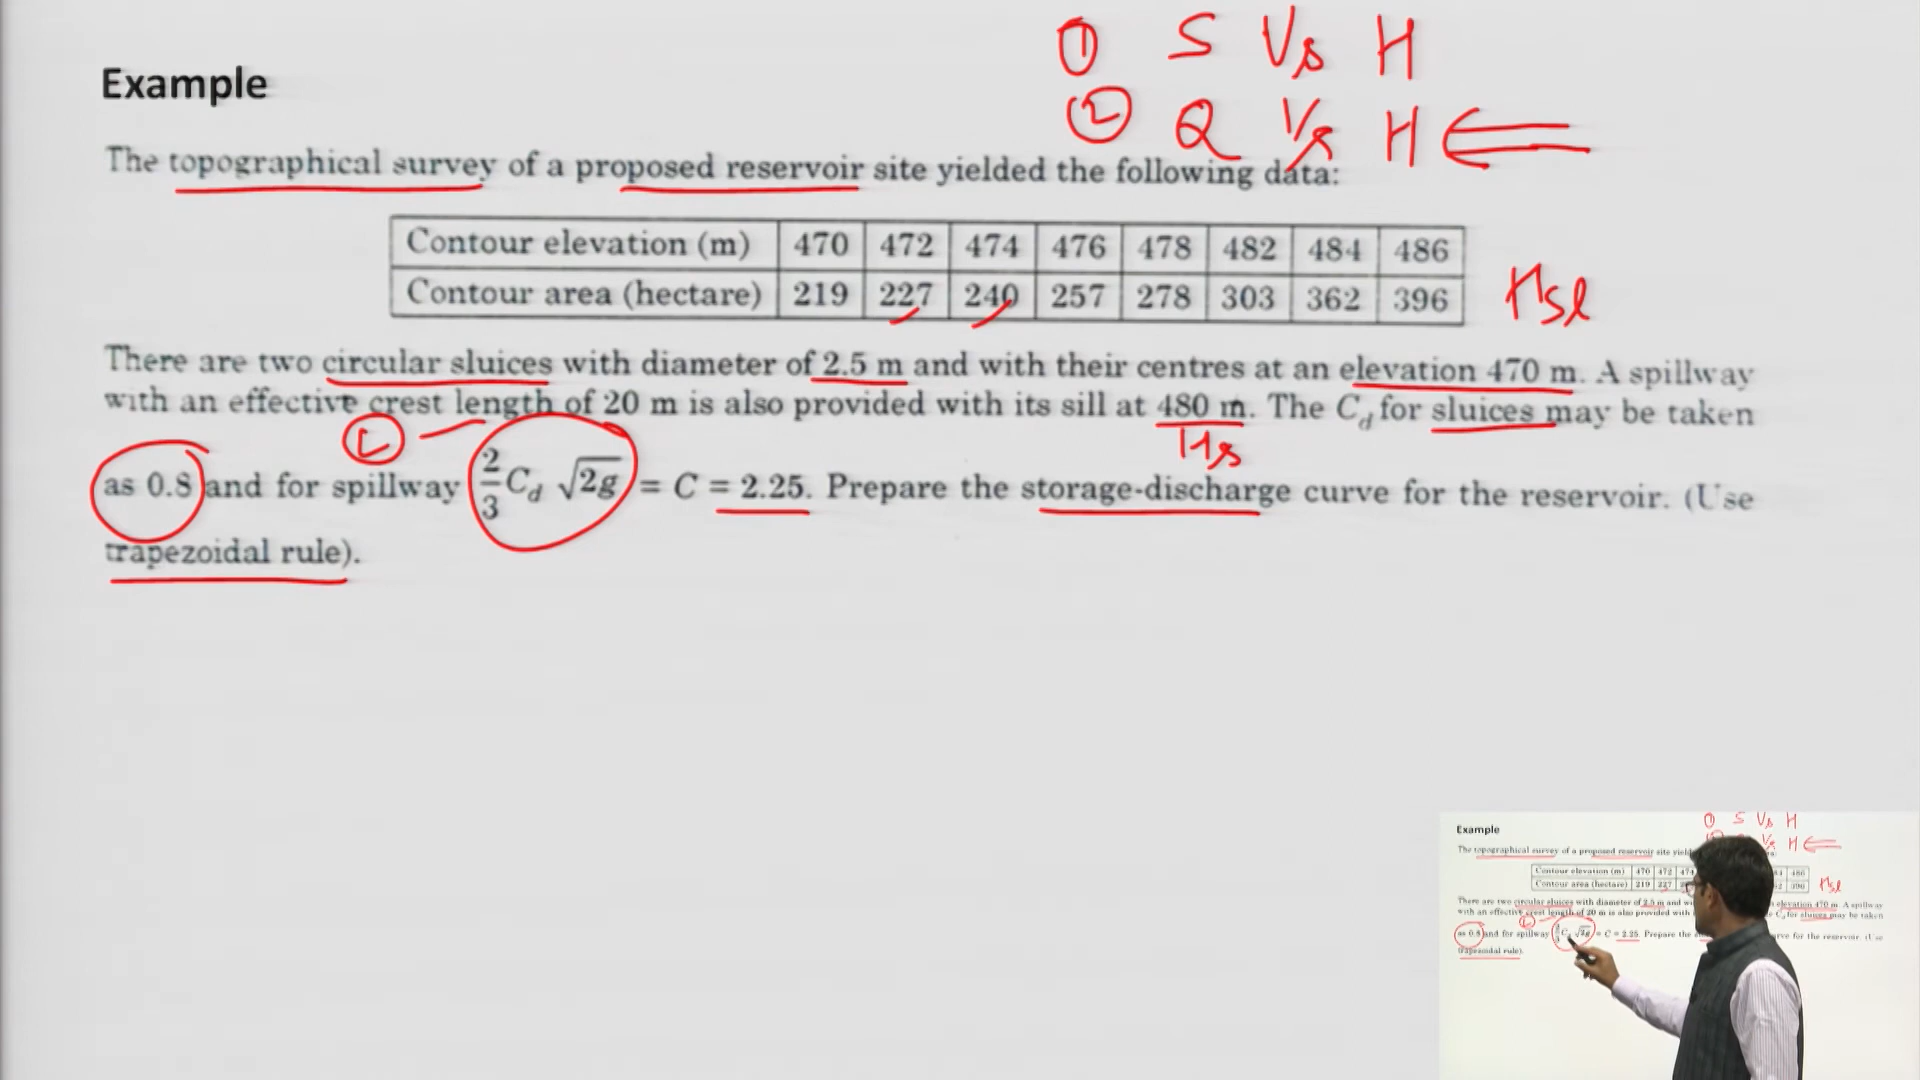 ① S Vs H
Example
② Q Vs H
The topographical survey of a proposed reservoir site yielded the following data:
Contour elevation (m) 470 472 474 476 478 482 484 486
Contour area (hectare) 219 227 240 257 278 303 362 396
Hsl
There are two circular sluices with diameter of 2.5 m and with their centres at an elevation 470 m. A spillway
with an effective crest length of 20 m is also provided with its sill at 480 m. The C_d for sluices may be taken
L Hs
as 0.8 and for spillway 2/3 C_d √2g = C = 2.25. Prepare the storage-discharge curve for the reservoir. (Use
trapezoidal rule).